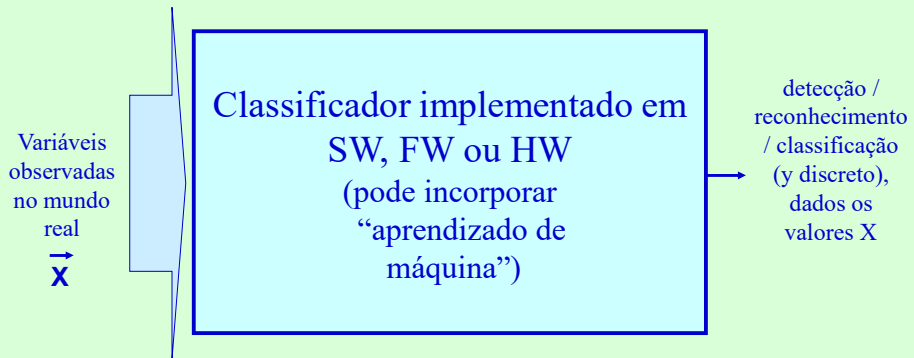 Variáveis
observadas
no mundo
real
X
Classificador implementado em
SW, FW ou HW
(pode incorporar
“aprendizado de
máquina”)
detecção /
reconhecimento
/ classificação
(y discreto),
dados os
valores X